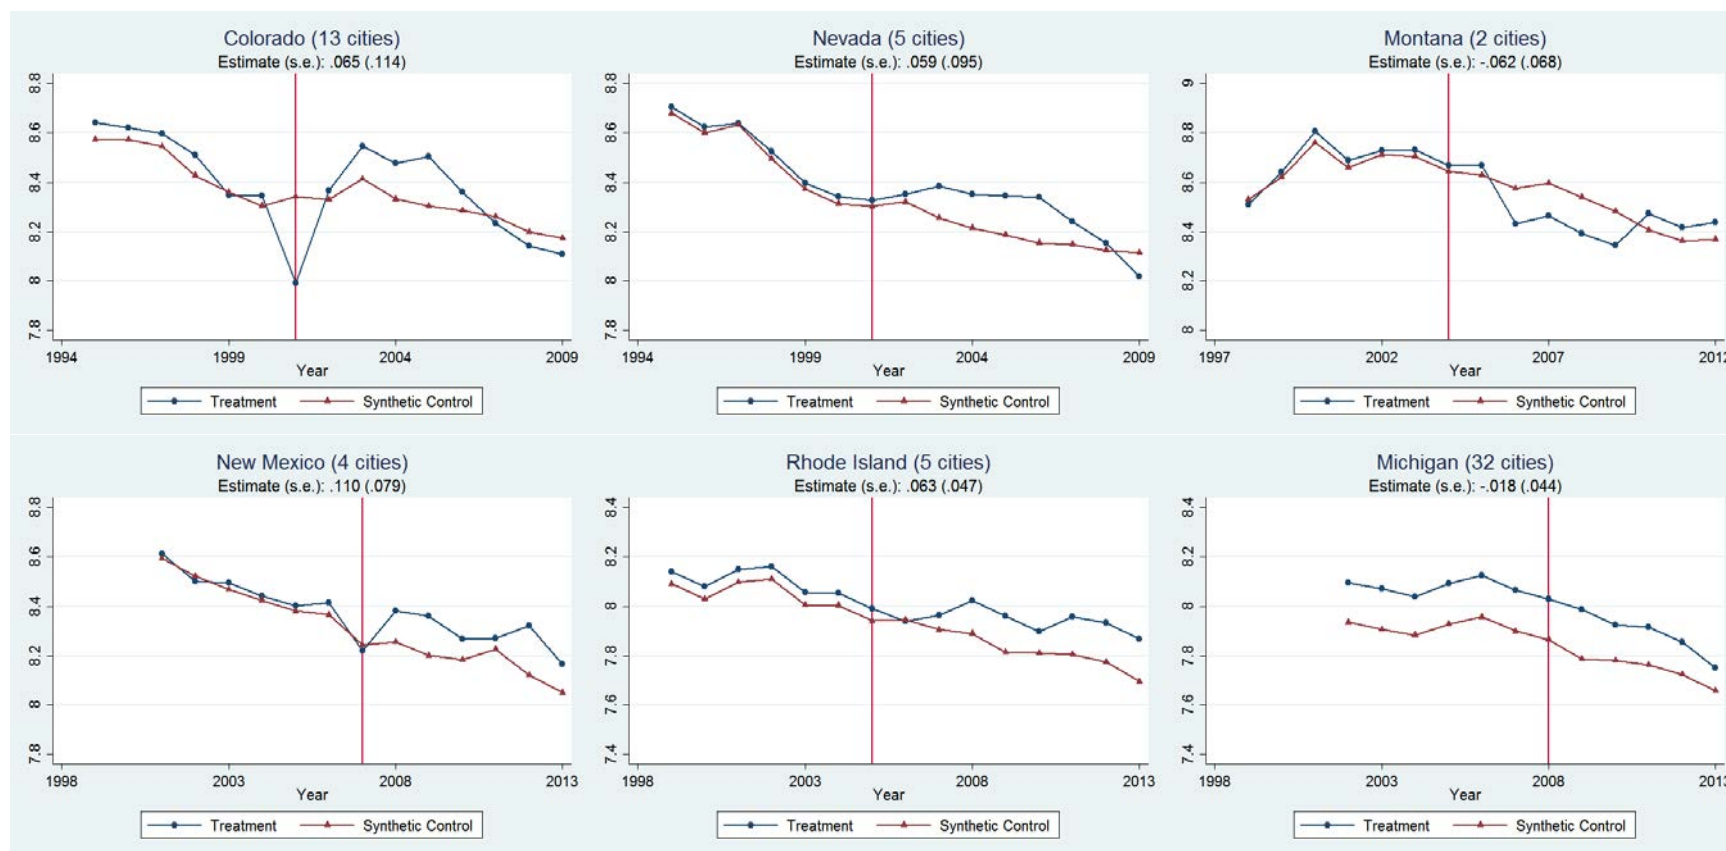 Colorado (13 cities)
Estimate (s.e.): .065 (.114)
8.8
8.6
8.4
8.2
8
7.8
1994
1999
2004
2009
Year
Treatment
Synthetic Control
Nevada (5 cities)
Estimate (s.e.): .059 (.095)
8.8
8.6
8.4
8.2
8
7.8
1994
1999
2004
2009
Year
Treatment
Synthetic Control
Montana (2 cities)
Estimate (s.e.): -.062 (.068)
9
8.8
8.6
8.4
8.2
8
1997
2002
2007
2012
Year
Treatment
Synthetic Control
New Mexico (4 cities)
Estimate (s.e.): .110 (.079)
8.8
8.6
8.4
8.2
8
7.8
1998
2003
2008
2013
Year
Treatment
Synthetic Control
Rhode Island (5 cities)
Estimate (s.e.): .063 (.047)
8.4
8.2
8
7.8
7.6
7.4
1998
2003
2008
2013
Year
Treatment
Synthetic Control
Michigan (32 cities)
Estimate (s.e.): -.018 (.044)
8.4
8.2
8
7.8
7.6
7.4
1998
2003
2008
2013
Year
Treatment
Synthetic Control